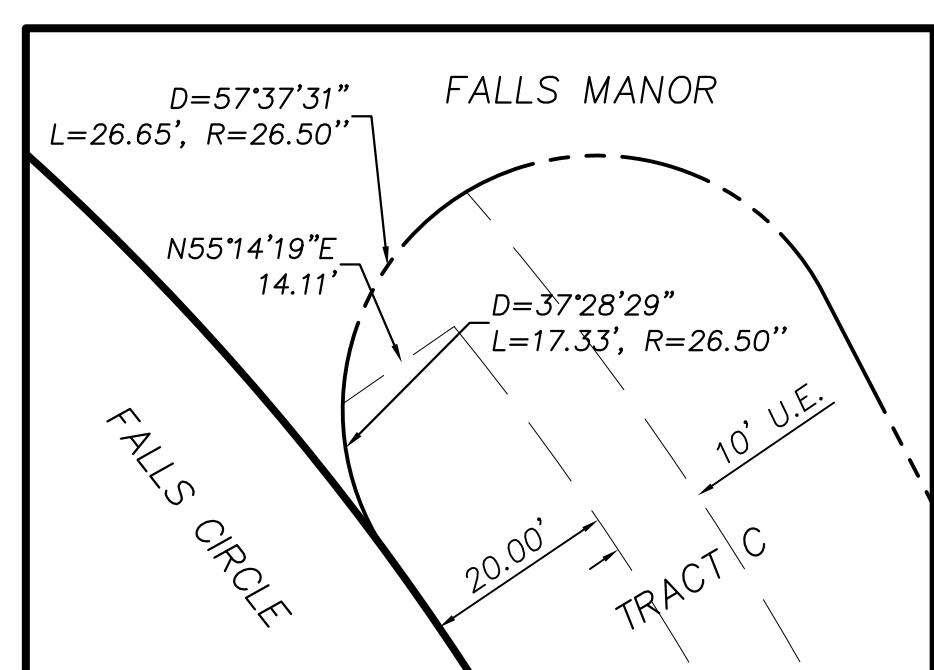 FALLS MANOR
D=57°37'31"
L=26.65', R=26.50"
N55°14'19"E
14.11'
D=37°28'29"
L=17.33', R=26.50"
10' U.E.
FALLS CIRCLE
20.00'
TRACT C